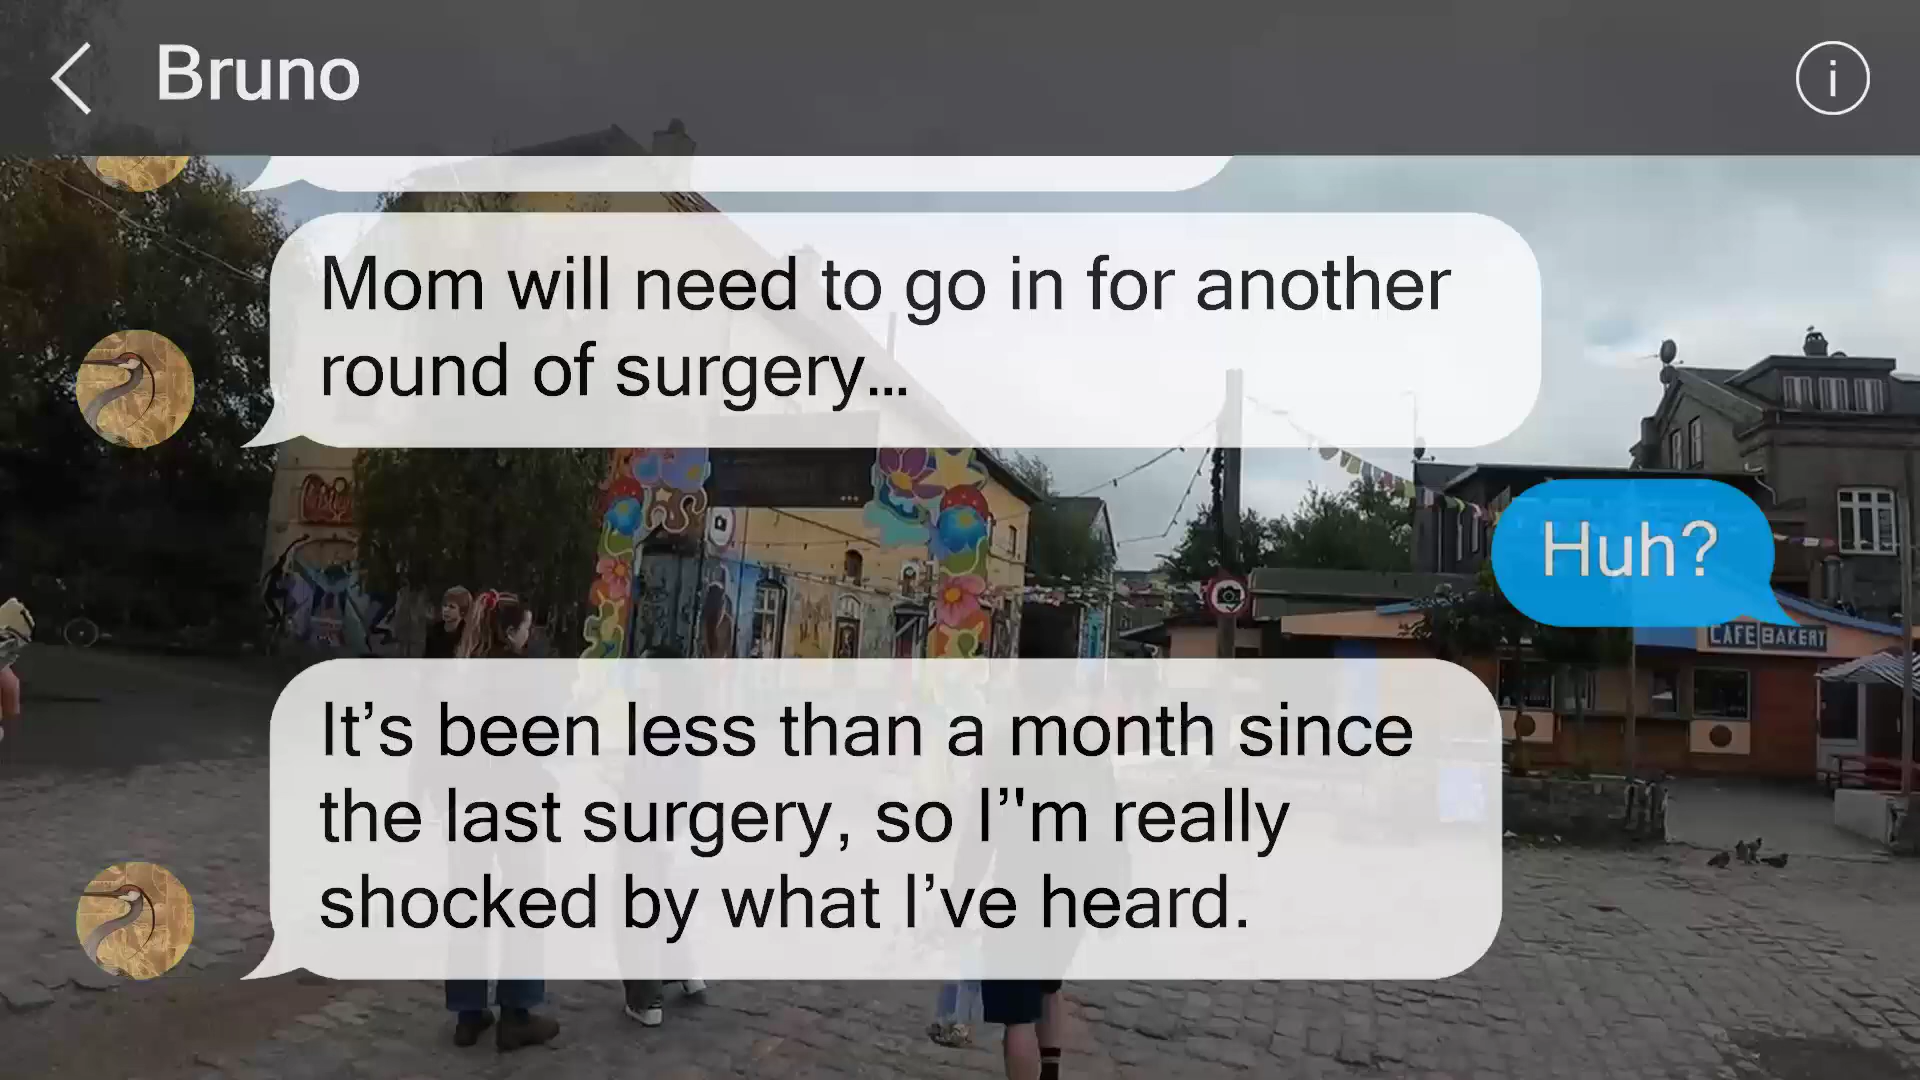 Bruno
i
Mom will need to go in for another
round of surgery...
Huh?
CAFE BAKERY
It’s been less than a month since
the last surgery, so I’'m really
shocked by what I’ve heard.